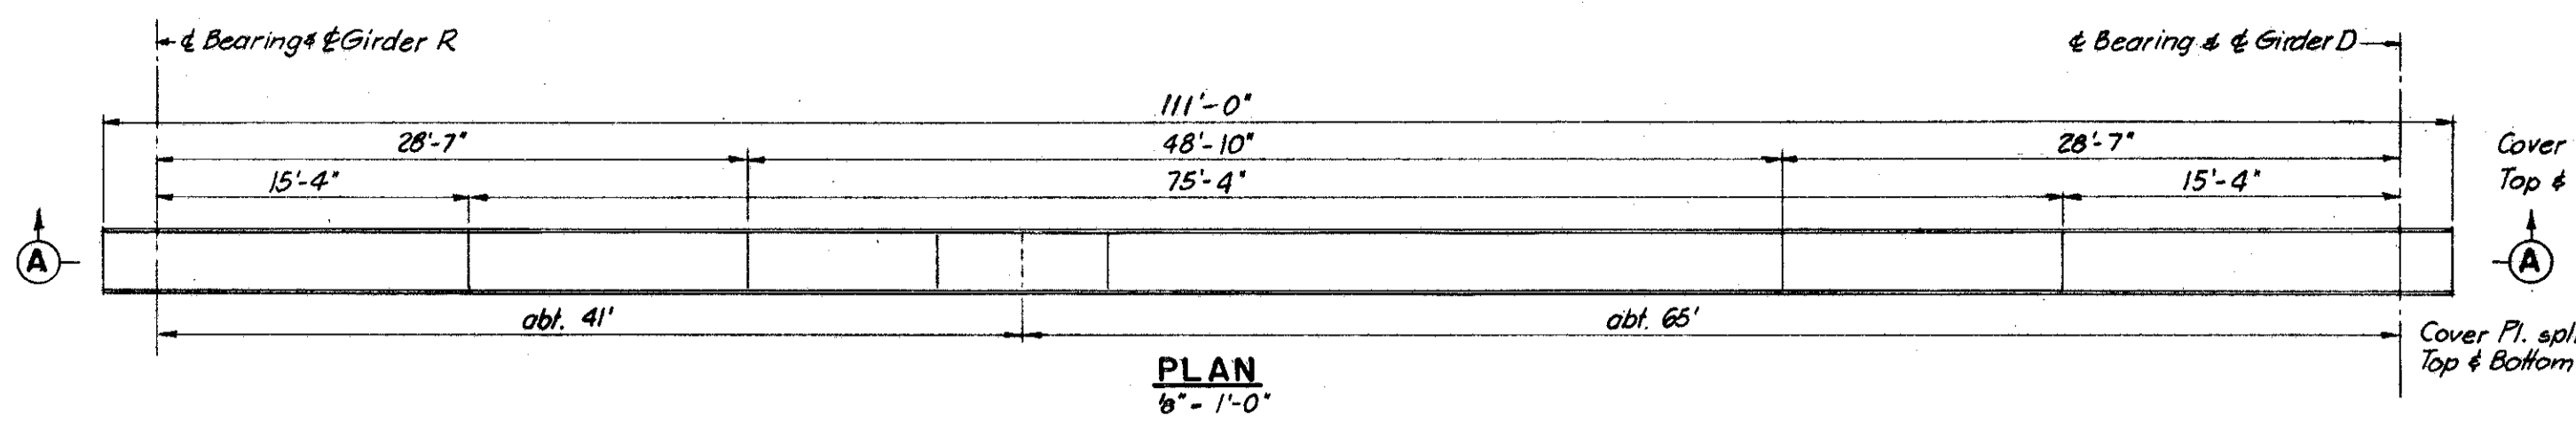 ℄ Bearing & ℄ Girder R
℄ Bearing & ℄ Girder D
111'-0"
28'-7"
48'-10"
28'-7"
Cover
15'-4"
75'-4"
15'-4"
Top &
A
A
abt. 41'
abt. 65'
Cover Pl. spl
Top & Bottom
PLAN
1/8" - 1'-0"